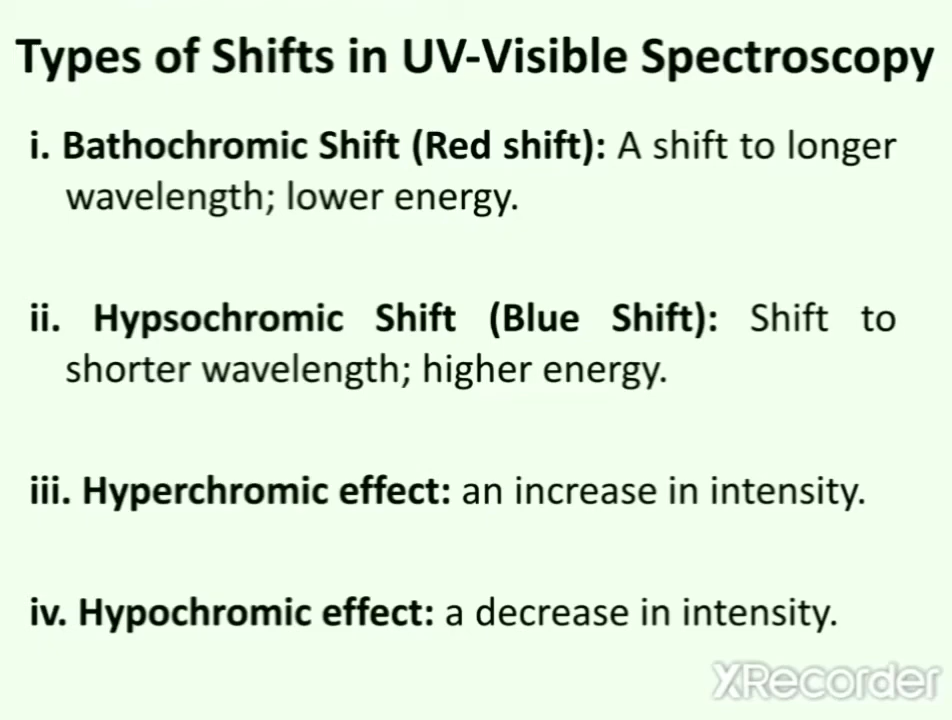 Types of Shifts in UV-Visible Spectroscopy
i. Bathochromic Shift (Red shift): A shift to longer
wavelength; lower energy.
ii. Hypsochromic Shift (Blue Shift): Shift to
shorter wavelength; higher energy.
iii. Hyperchromic effect: an increase in intensity.
iv. Hypochromic effect: a decrease in intensity.
XRecorder